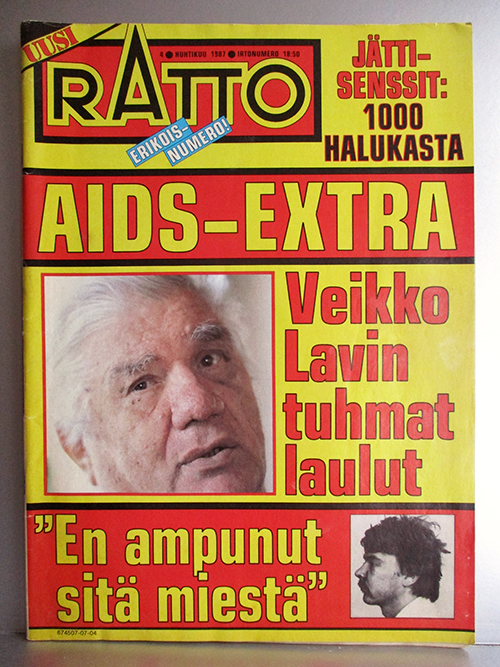 UUSI
4 ● HUHTIKUU 1987 ● IRTONUMERO 18:50
RATTO
ERIKOIS-
NUMERO!
JÄTTI-
SENSSIT:
1000
HALUKASTA
AIDS-EXTRA
Veikko
Lavin
tuhmat
laulut
”En ampunut
sitä miestä”
674507-07-04